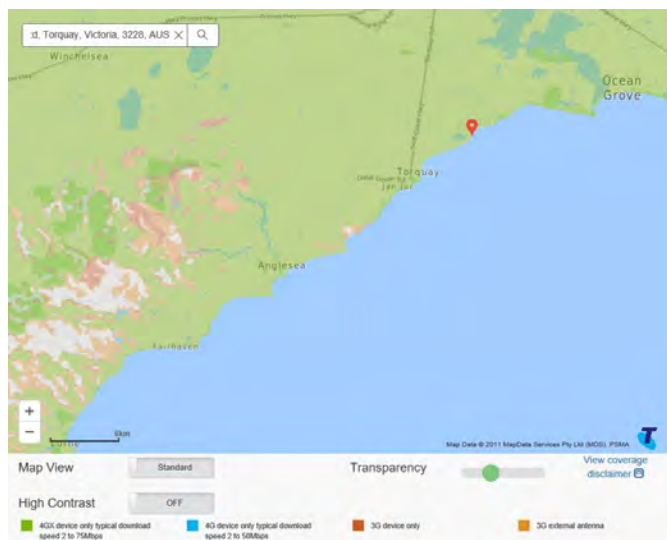 :d, Torquay, Victoria, 3228, AUS
Winchelsea
Ocean
Grove
Torquay
Jan Juc
Anglesea
Fairhaven
Lorne
+
−
6km
Map Data © 2011 MapData Services Pty Ltd (MDS), PSMA
Map View
Standard
Transparency
View coverage
disclaimer
High Contrast
OFF
4GX device only typical download
speed 2 to 75Mbps
4G device only typical download
speed 2 to 50Mbps
3G device only
3G external antenna